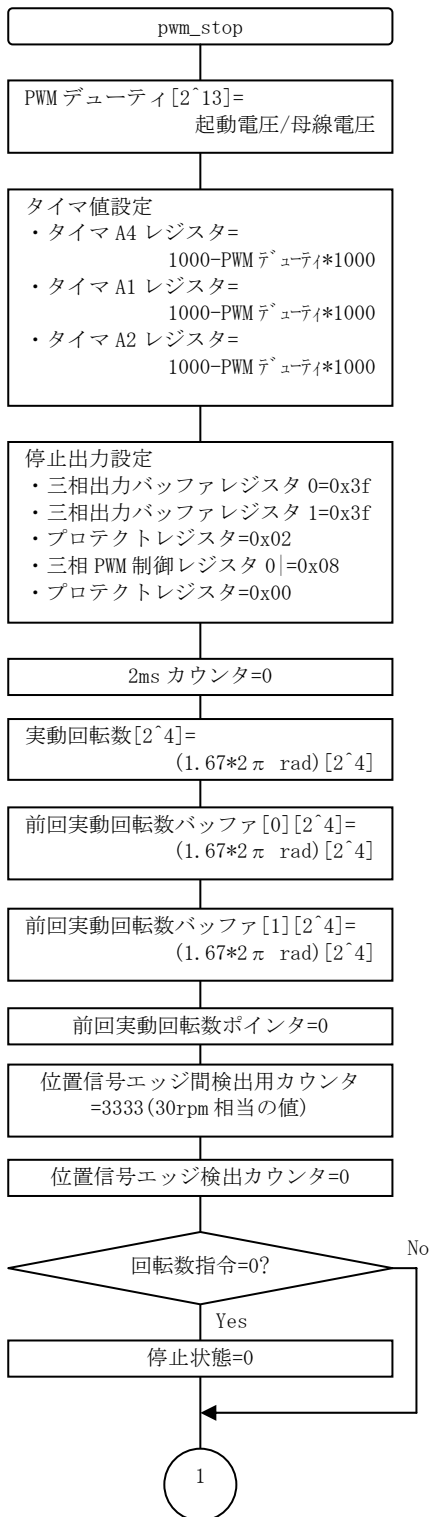 pwm_stop
PWM デューティ[2^13]=
起動電圧/母線電圧
タイマ値設定
・タイマ A4 レジスタ=
1000-PWM ﾃﾞｭｰﾃｨ*1000
・タイマ A1 レジスタ=
1000-PWM ﾃﾞｭｰﾃｨ*1000
・タイマ A2 レジスタ=
1000-PWM ﾃﾞｭｰﾃｨ*1000
停止出力設定
・三相出力バッファレジスタ 0=0x3f
・三相出力バッファレジスタ 1=0x3f
・プロテクトレジスタ=0x02
・三相 PWM 制御レジスタ 0|=0x08
・プロテクトレジスタ=0x00
2ms カウンタ=0
実動回転数[2^4]=
(1.67*2π rad)[2^4]
前回実動回転数バッファ[0][2^4]=
(1.67*2π rad)[2^4]
前回実動回転数バッファ[1][2^4]=
(1.67*2π rad)[2^4]
前回実動回転数ポインタ=0
位置信号エッジ間検出用カウンタ
=3333(30rpm 相当の値)
位置信号エッジ検出カウンタ=0
回転数指令=0?
No
Yes
停止状態=0
1